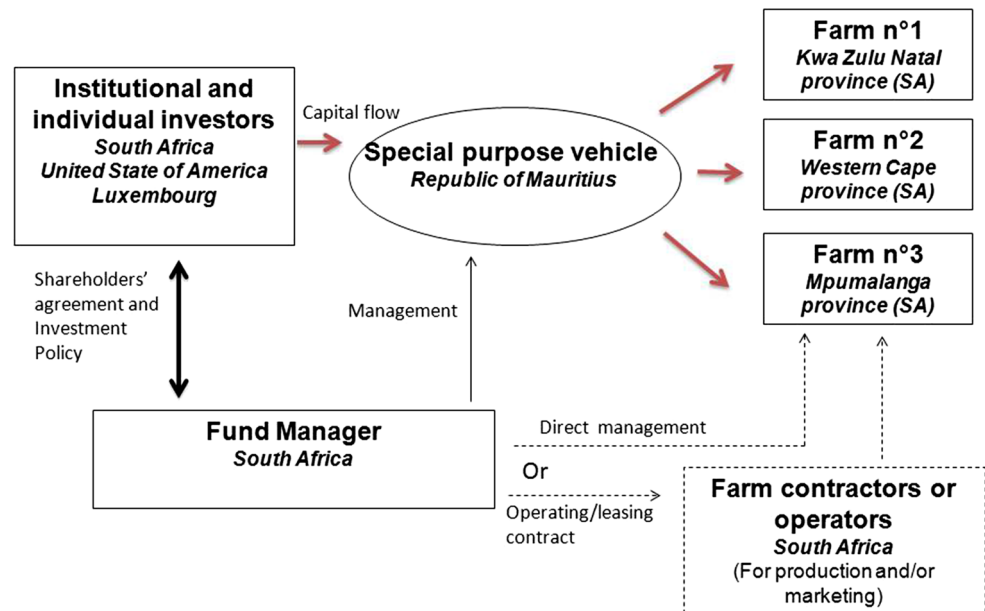 Institutional and
individual investors
South Africa
United State of America
Luxembourg
Capital flow
Special purpose vehicle
Republic of Mauritius
Farm n°1
Kwa Zulu Natal
province (SA)
Farm n°2
Western Cape
province (SA)
Farm n°3
Mpumalanga
province (SA)
Shareholders'
agreement and
Investment
Policy
Management
Fund Manager
South Africa
Direct management
Or
Operating/leasing
contract
Farm contractors or
operators
South Africa
(For production and/or
marketing)